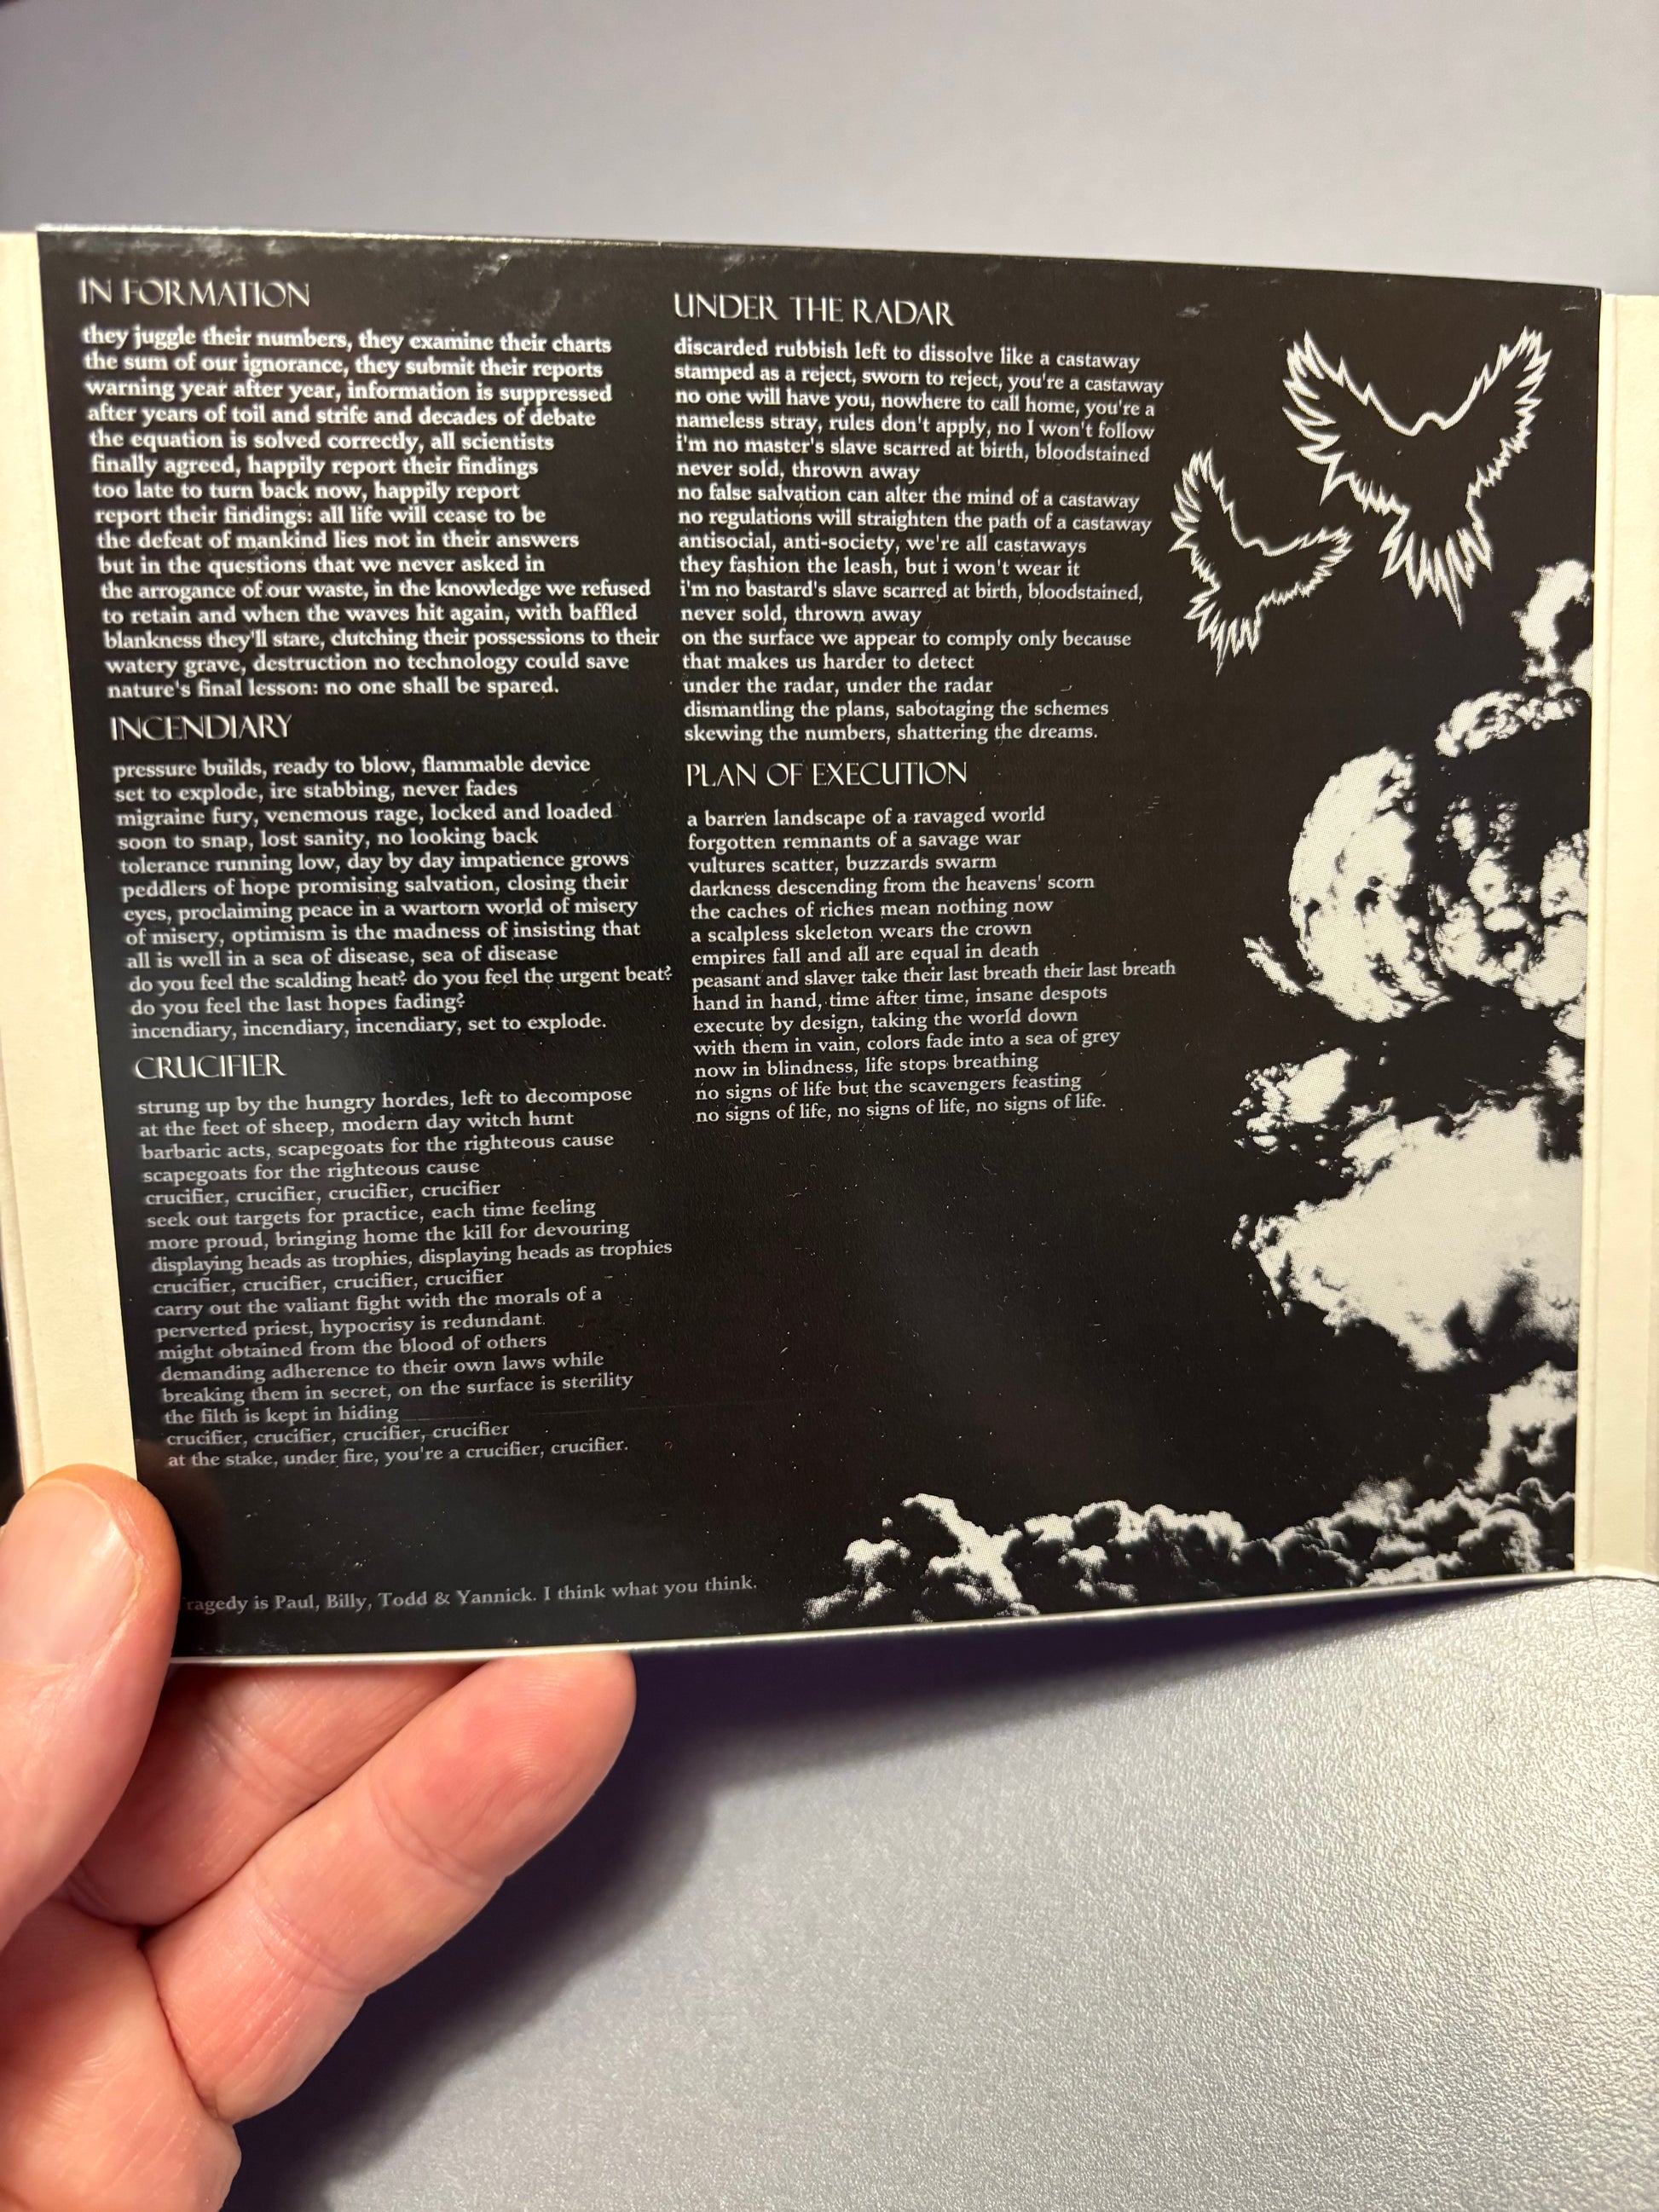 IN FORMATION
they juggle their numbers, they examine their charts
the sum of our ignorance, they submit their reports
warning year after year, information is suppressed
after years of toil and strife and decades of debate
the equation is solved correctly, all scientists
finally agreed, happily report their findings
too late to turn back now, happily report
report their findings: all life will cease to be
the defeat of mankind lies not in their answers
but in the questions that we never asked in
the arrogance of our waste, in the knowledge we refused
to retain and when the waves hit again, with baffled
blankness they'll stare, clutching their possessions to their
watery grave, destruction no technology could save
nature's final lesson: no one shall be spared.
INCENDIARY
pressure builds, ready to blow, flammable device
set to explode, ire stabbing, never fades
migraine fury, venemous rage, locked and loaded
soon to snap, lost sanity, no looking back
tolerance running low, day by day impatience grows
peddlers of hope promising salvation, closing their
eyes, proclaiming peace in a wartorn world of misery
of misery, optimism is the madness of insisting that
all is well in a sea of disease, sea of disease
do you feel the scalding heat? do you feel the urgent beat?
do you feel the last hopes fading?
incendiary, incendiary, incendiary, set to explode.
CRUCIFIER
strung up by the hungry hordes, left to decompose
at the feet of sheep, modern day witch hunt
barbaric acts, scapegoats for the righteous cause
scapegoats for the righteous cause
crucifier, crucifier, crucifier, crucifier
seek out targets for practice, each time feeling
more proud, bringing home the kill for devouring
displaying heads as trophies, displaying heads as trophies
crucifier, crucifier, crucifier, crucifier
carry out the valiant fight with the morals of a
perverted priest, hypocrisy is redundant.
might obtained from the blood of others
demanding adherence to their own laws while
breaking them in secret, on the surface is sterility
the filth is kept in hiding
crucifier, crucifier, crucifier, crucifier
at the stake, under fire, you're a crucifier, crucifier.
UNDER THE RADAR
discarded rubbish left to dissolve like a castaway
stamped as a reject, sworn to reject, you're a castaway
no one will have you, nowhere to call home, you're a
nameless stray, rules don't apply, no I won't follow
i'm no master's slave scarred at birth, bloodstained
never sold, thrown away
no false salvation can alter the mind of a castaway
no regulations will straighten the path of a castaway
antisocial, anti-society, we're all castaways
they fashion the leash, but i won't wear it
i'm no bastard's slave scarred at birth, bloodstained,
never sold, thrown away
on the surface we appear to comply only because
that makes us harder to detect
under the radar, under the radar
dismantling the plans, sabotaging the schemes
skewing the numbers, shattering the dreams.
PLAN OF EXECUTION
a barren landscape of a ravaged world
forgotten remnants of a savage war
vultures scatter, buzzards swarm
darkness descending from the heavens' scorn
the caches of riches mean nothing now
a scalpless skeleton wears the crown
empires fall and all are equal in death
peasant and slaver take their last breath their last breath
hand in hand, time after time, insane despots
execute by design, taking the world down
with them in vain, colors fade into a sea of grey
now in blindness, life stops breathing
no signs of life but the scavengers feasting
no signs of life, no signs of life, no signs of life.
ragedy is Paul, Billy, Todd & Yannick. I think what you think.